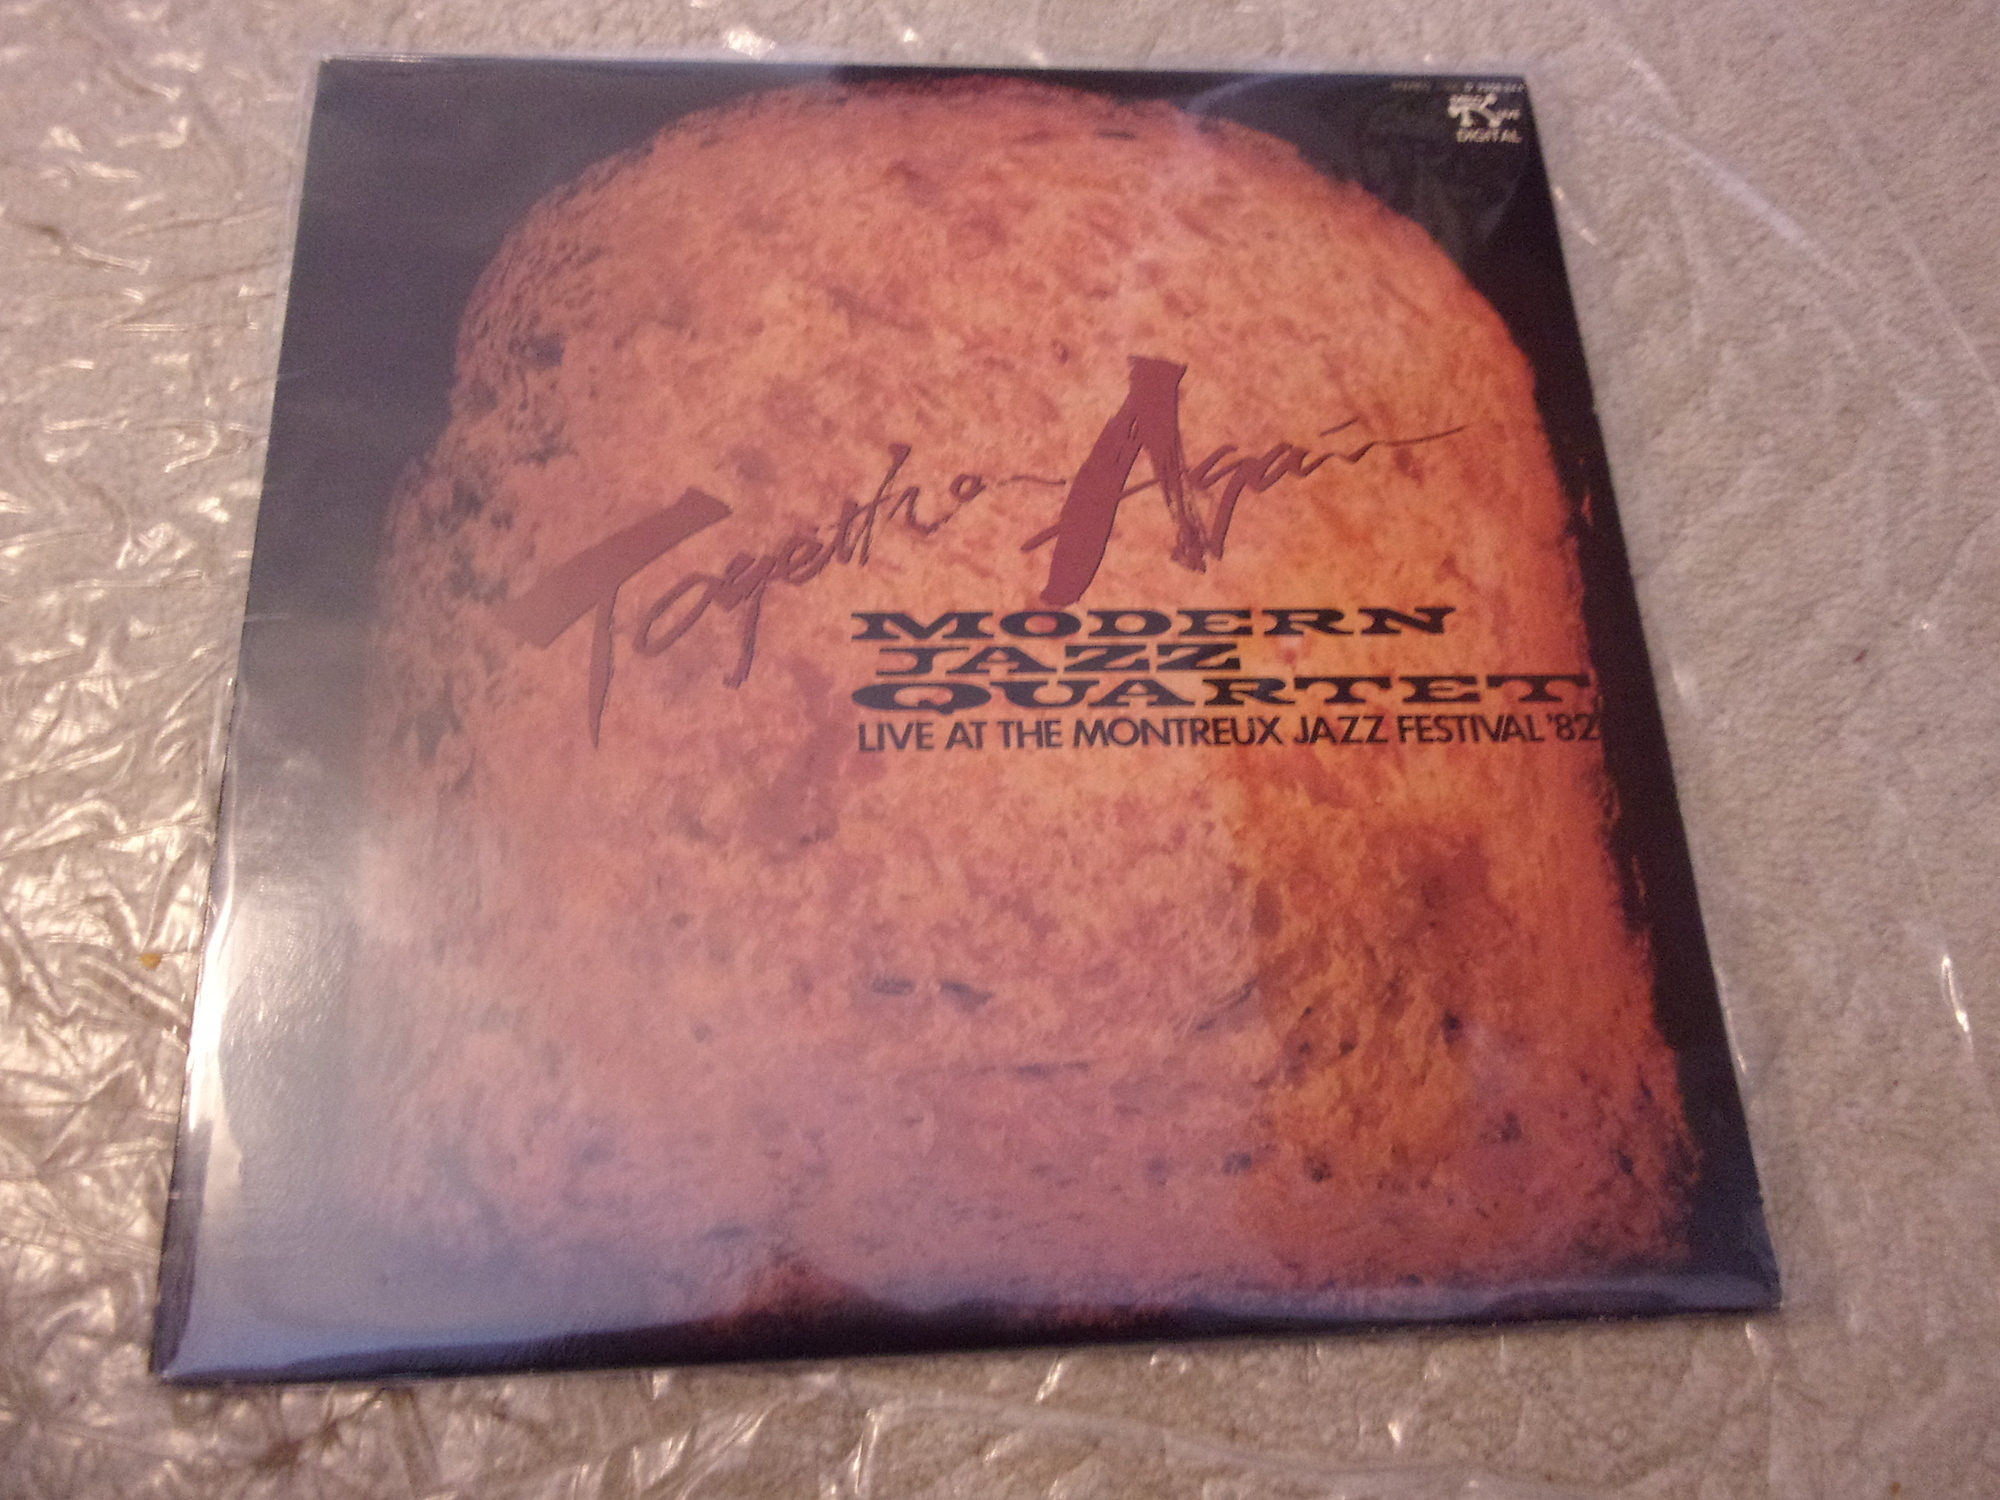 DIGITAL
Together Again
MODERN
JAZZ
QUARTET
LIVE AT THE MONTREUX JAZZ FESTIVAL '82